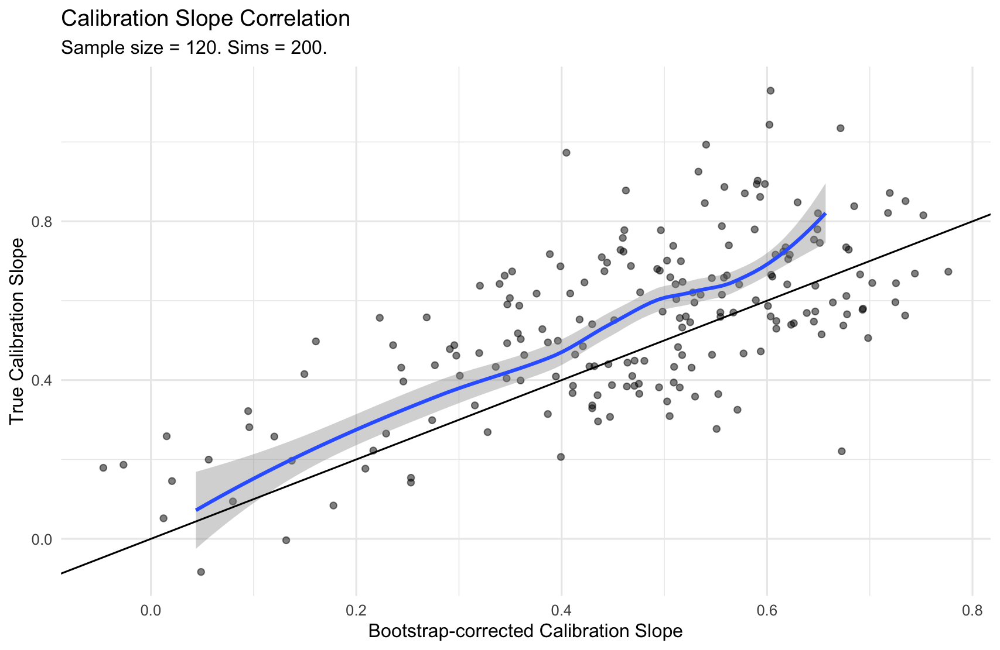 Calibration Slope Correlation
Sample size = 120. Sims = 200.
True Calibration Slope
0.8
0.4
0.0
0.0
0.2
0.4
0.6
0.8
Bootstrap-corrected Calibration Slope